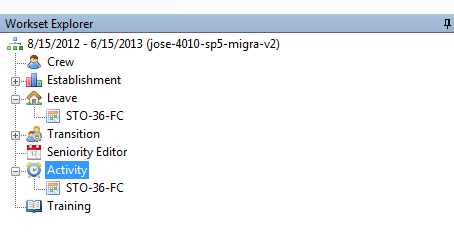 Workset Explorer
8/15/2012 - 6/15/2013 (jose-4010-sp5-migra-v2)
Crew
Establishment
Leave
STO-36-FC
Transition
Seniority Editor
Activity
STO-36-FC
Training